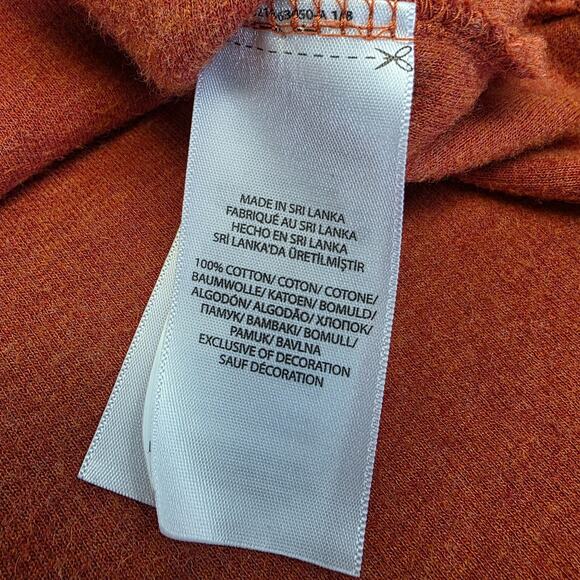 MADE IN SRI LANKA
FABRIQUÉ AU SRI LANKA
HECHO EN SRI LANKA
SRİ LANKA'DA ÜRETİLMİŞTİR
100% COTTON/ COTON/ COTONE/
BAUMWOLLE/ KATOEN/ BOMULD/
ALGODÓN/ ALGODÃO/ ХЛОПОК/
ПАМУК/ BAMBAKI/ BOMULL/
PAMUK/ BAVLNA
EXCLUSIVE OF DECORATION
SAUF DÉCORATION